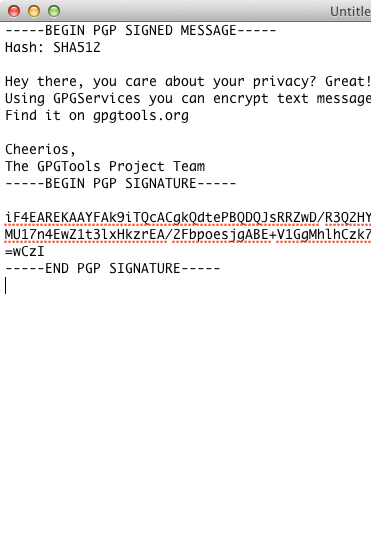 Untitle
-----BEGIN PGP SIGNED MESSAGE-----
Hash: SHA512
Hey there, you care about your privacy? Great!
Using GPGServices you can encrypt text message
Find it on gpgtools.org
Cheerios,
The GPGTools Project Team
-----BEGIN PGP SIGNATURE-----
iF4EAREKAAYFAk9iTQcACgkQdtePBQDQJsRRZwD/R3Q2HY
MU17n4EwZ1t3lxHkzrEA/2FbpoesjgABE+V1GgMhlhCzk7
=wCzI
-----END PGP SIGNATURE-----